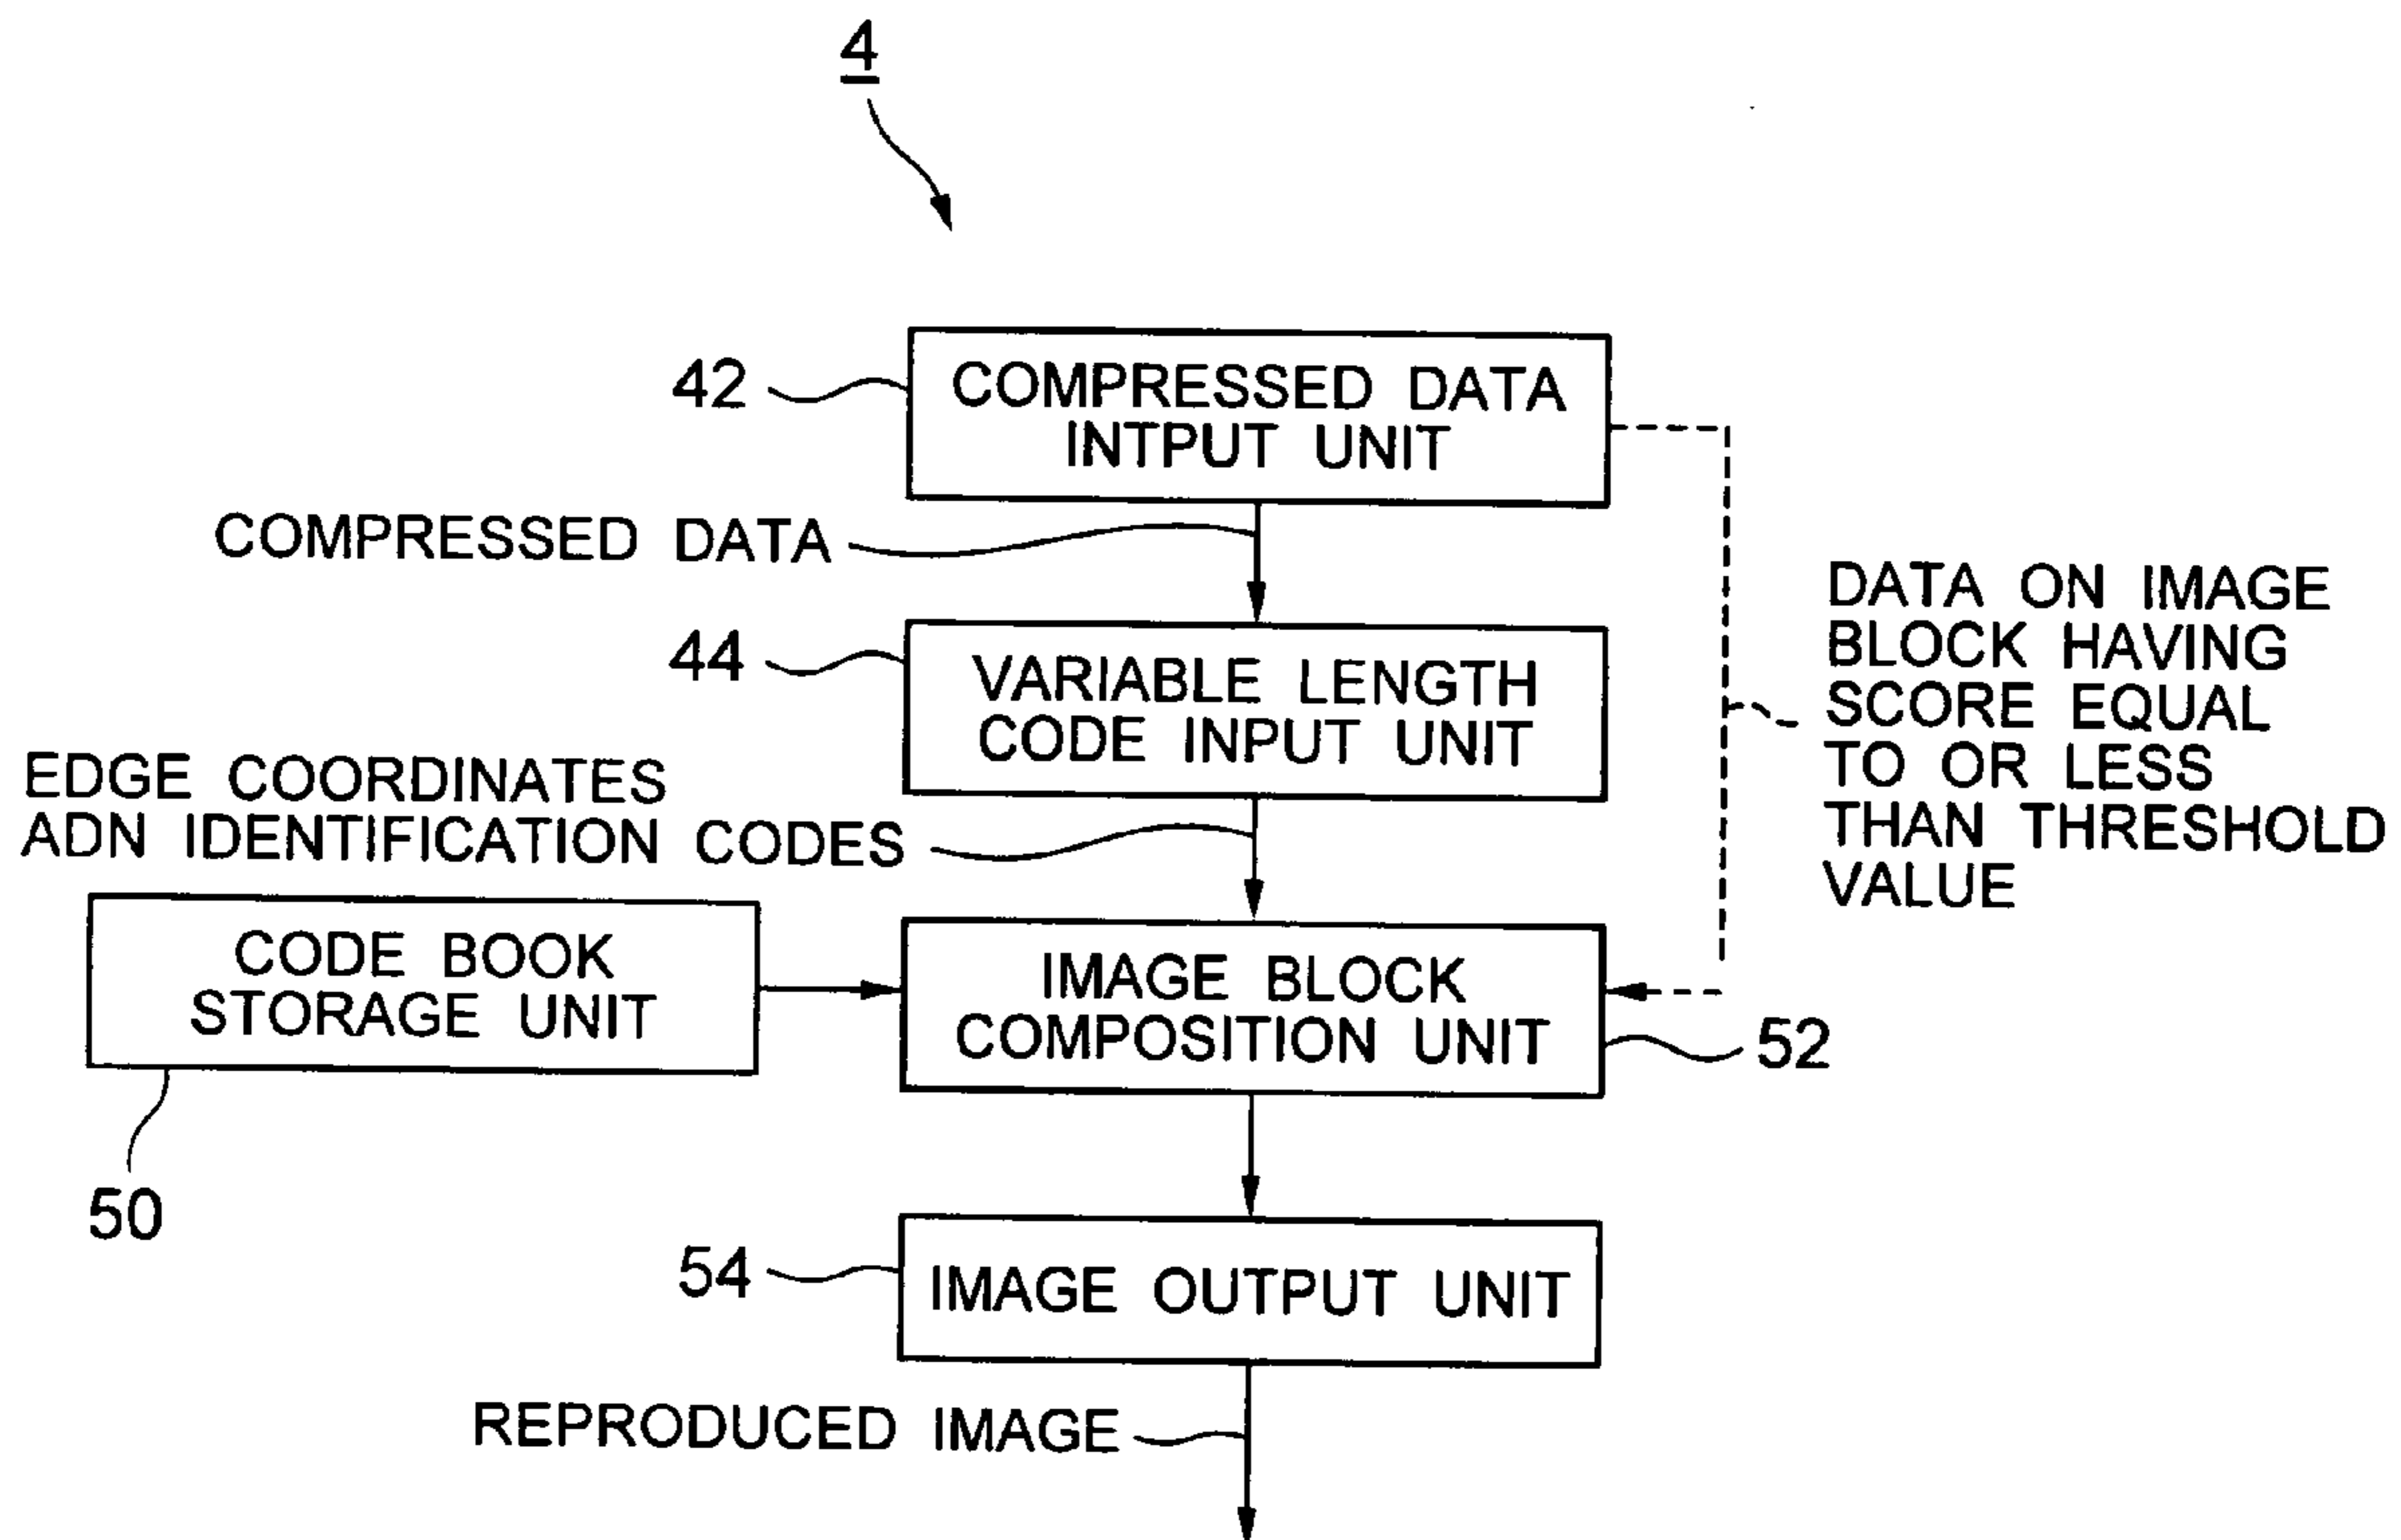 4
42
COMPRESSED DATA
INTPUT UNIT
COMPRESSED DATA
DATA ON IMAGE
BLOCK HAVING
SCORE EQUAL
TO OR LESS
THAN THRESHOLD
VALUE
44
VARIABLE LENGTH
CODE INPUT UNIT
EDGE COORDINATES
ADN IDENTIFICATION CODES
CODE BOOK
STORAGE UNIT
50
IMAGE BLOCK
COMPOSITION UNIT
52
54
IMAGE OUTPUT UNIT
REPRODUCED IMAGE